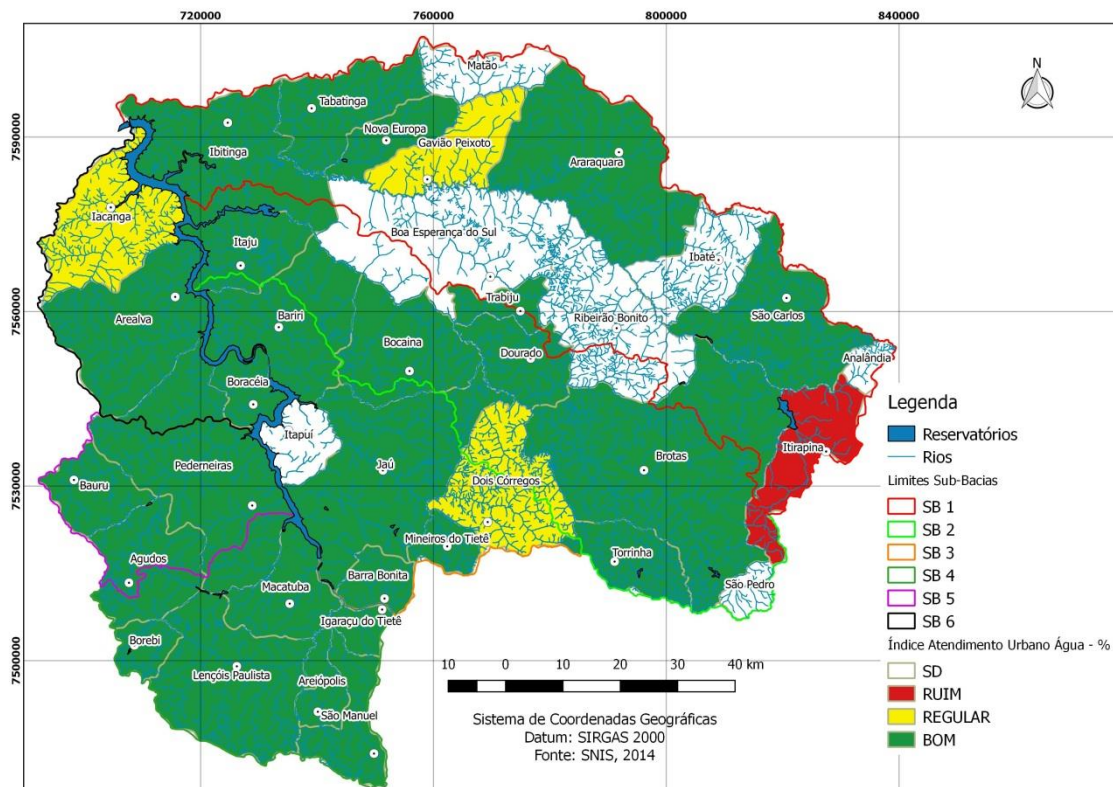 720000 760000 800000 840000
N
Matão
Tabatinga
Nova Europa
7590000
Gavião Peixoto
Ibitinga
Araraquara
Iacanga
Boa Esperança do Sul
Itaju
Ibaté
Trabiju
7560000
Arealva
Bariri
Ribeirão Bonito
São Carlos
Bocaina
Dourado
Analândia
Boracéia
Legenda
Itapuí
Reservatórios
Itirapina
Rios
Pederneiras
Jaú
Brotas
Limites Sub-Bacias
7530000
Bauru
Dois Córregos
SB 1
SB 2
Mineiros do Tietê
SB 3
Agudos
Torrinha
SB 4
Barra Bonita
São Pedro
Macatuba
SB 5
Igaraçu do Tietê
SB 6
Borebi
Índice Atendimento Urbano Água - %
7500000
Lençóis Paulista
10 0 10 20 30 40 km
SD
Areiópolis
RUIM
São Manuel
Sistema de Coordenadas Geográficas
REGULAR
Datum: SIRGAS 2000
BOM
Fonte: SNIS, 2014